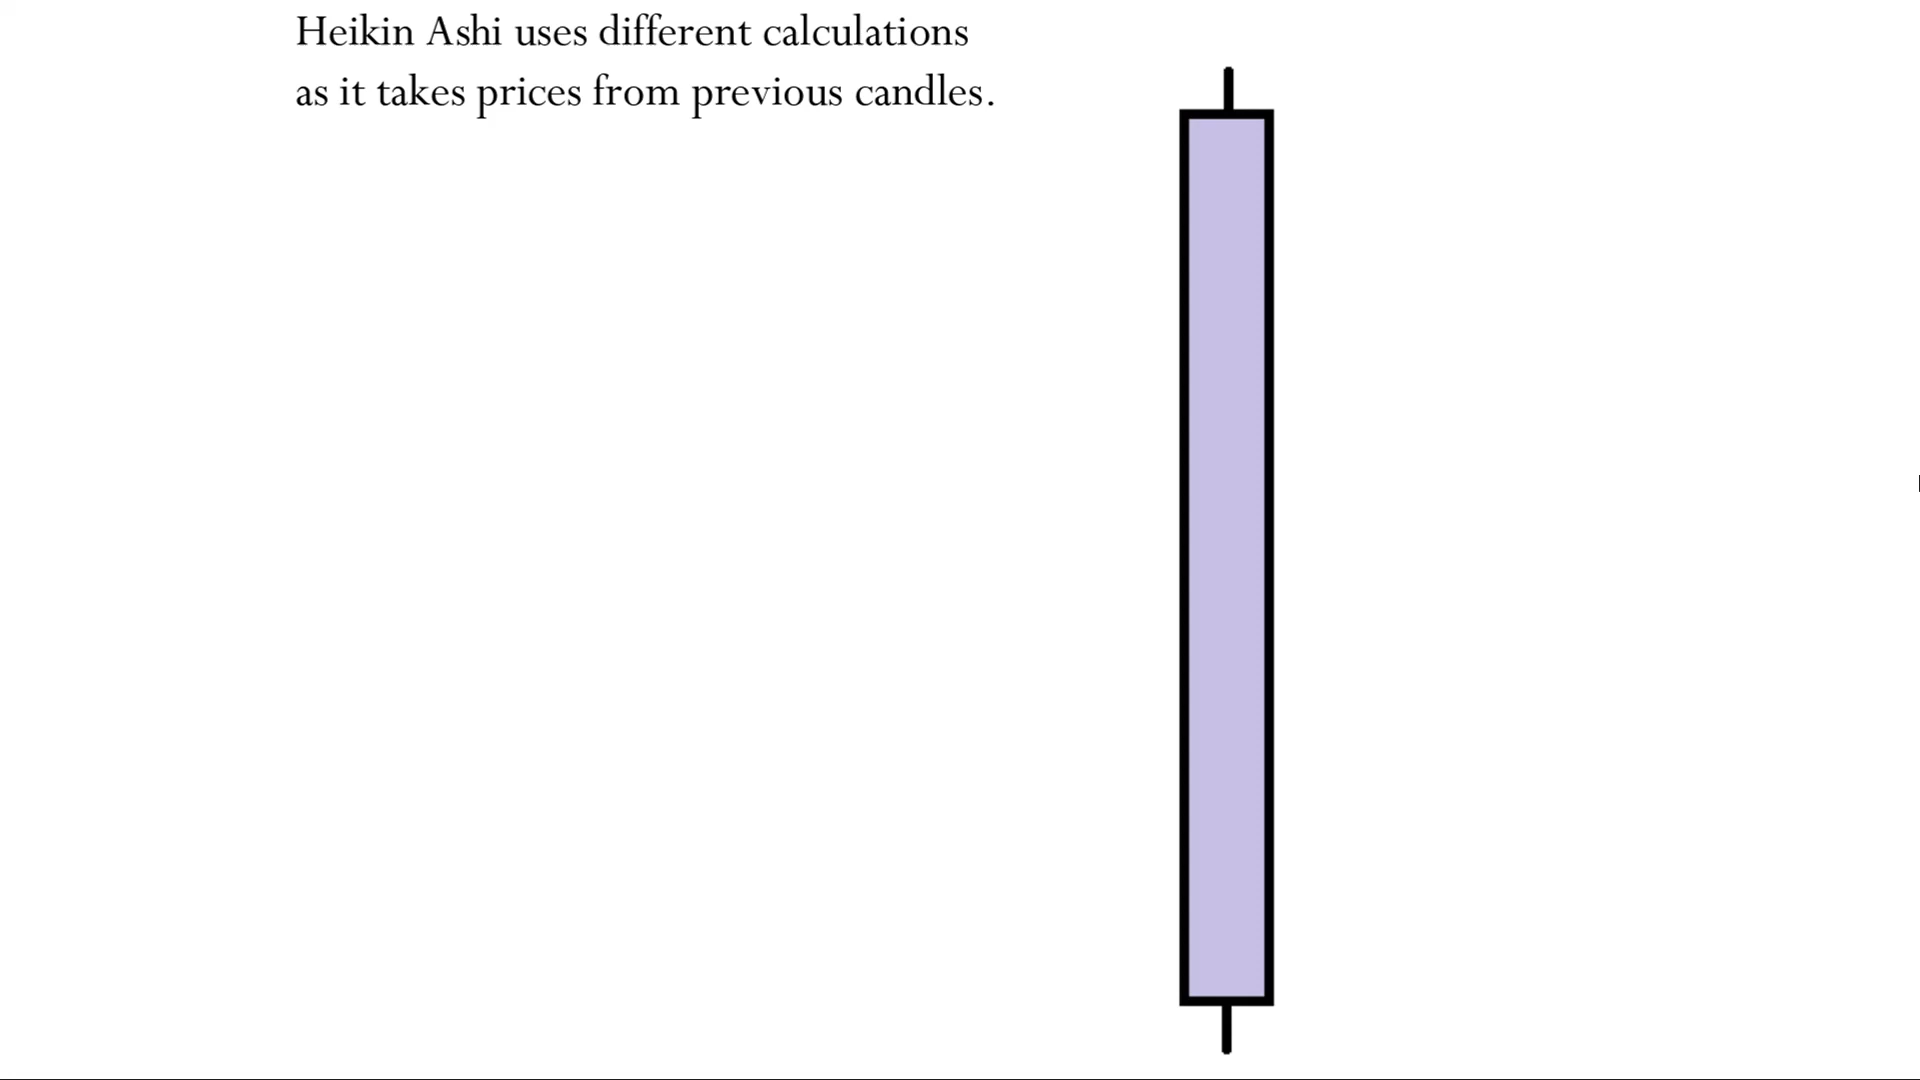 Heikin Ashi uses different calculations
as it takes prices from previous candles.